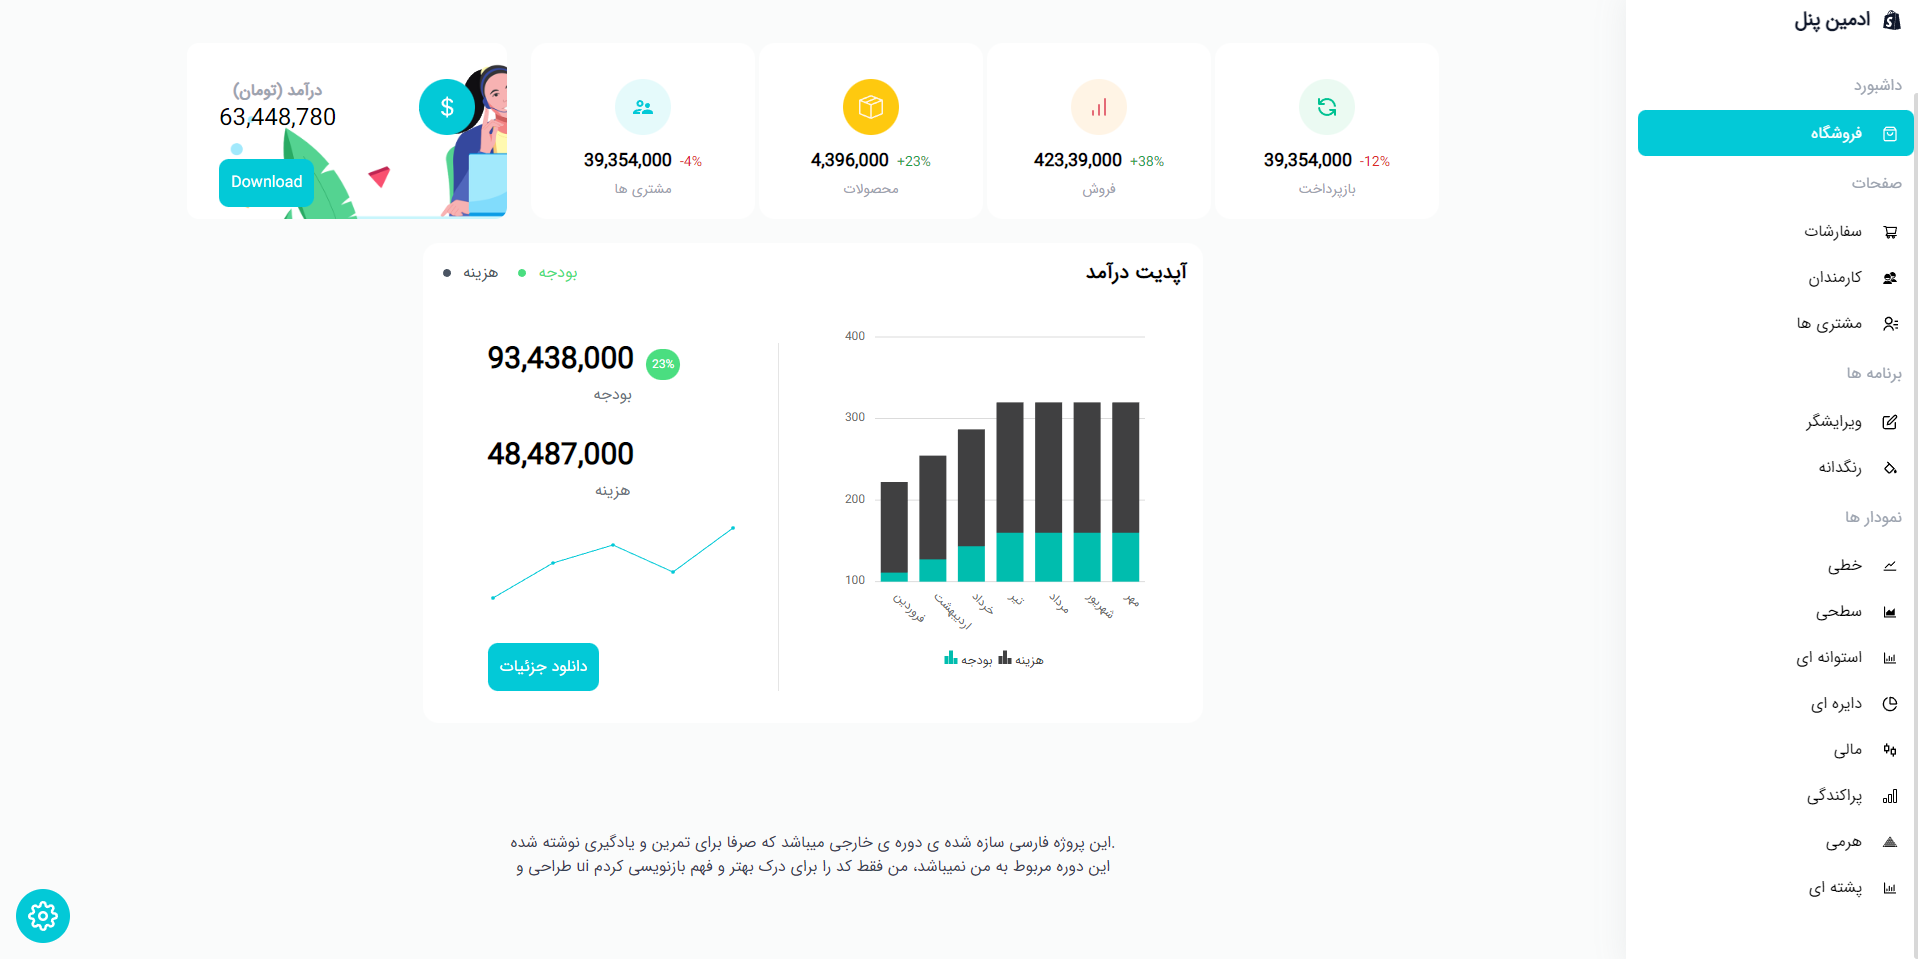 ادمین پنل
داشبورد
فروشگاه
صفحات
سفارشات
کارمندان
مشتری ها
برنامه ها
ویرایشگر
رنگدانه
نمودار ها
خطی
سطحی
استوانه ای
دایره ای
مالی
پراکندگی
هرمی
پشته ای
39,354,000 -12%
بازپرداخت
423,39,000 +38%
فروش
4,396,000 +23%
محصولات
39,354,000 -4%
مشتری ها
درآمد (تومان)
63,448,780
$
Download
آپدیت درآمد
بودجه
هزینه
400
300
200
100
فروردین
اردیبهشت
خرداد
تیر
مرداد
شهریور
مهر
بودجه
هزینه
93,438,000 23%
بودجه
48,487,000
هزینه
دانلود جزئیات
.این پروژه فارسی سازه شده ی دوره ی خارجی میباشد که صرفا برای تمرین و یادگیری نوشته شده
این دوره مربوط به من نمیباشد، من فقط کد را برای درک بهتر و فهم بازنویسی کردم ui طراحی و